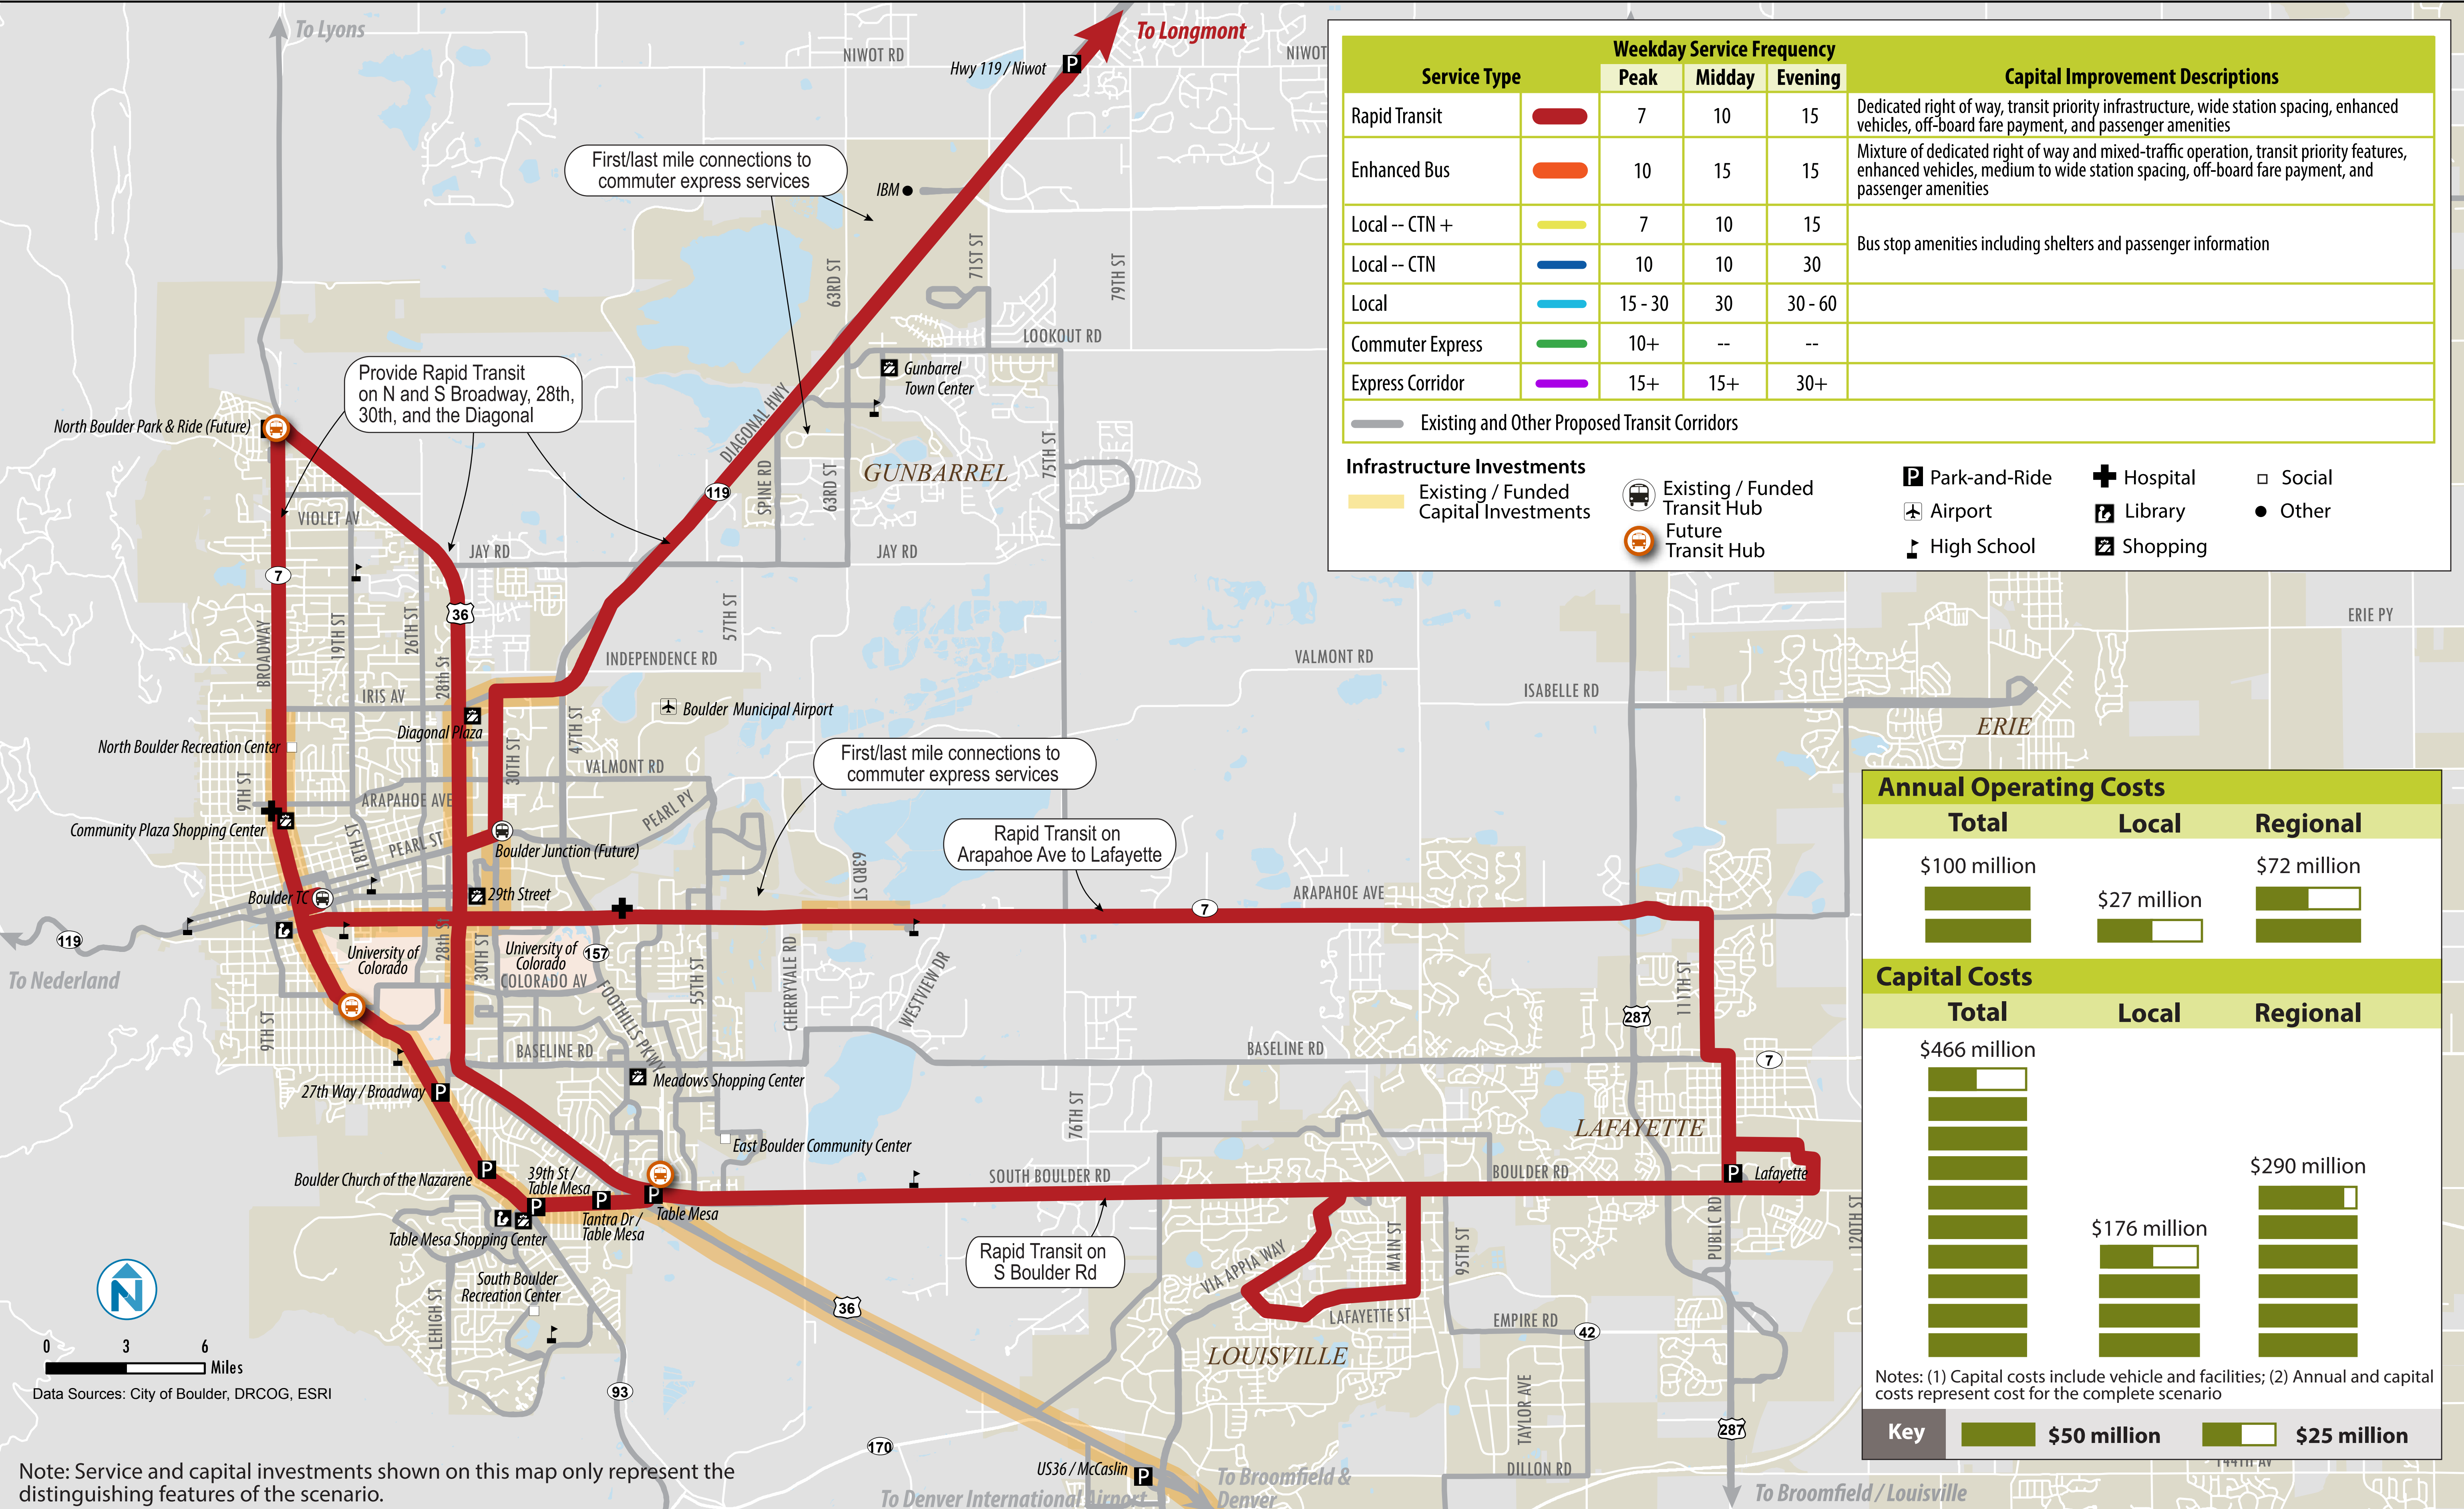 To Lyons
To Longmont
NIWOT RD
NIWOT
Hwy 119 / Niwot
First/last mile connections to
commuter express services
IBM
63RD ST
71ST ST
79TH ST
LOOKOUT RD
Gunbarrel
Town Center
Provide Rapid Transit
on N and S Broadway, 28th,
30th, and the Diagonal
North Boulder Park & Ride (Future)
DIAGONAL HWY
119
SPINE RD
63RD ST
GUNBARREL
75TH ST
VIOLET AV
JAY RD
JAY RD
7
36
BROADWAY
19TH ST
26TH ST
28th St
57TH ST
INDEPENDENCE RD
VALMONT RD
ISABELLE RD
ERIE PY
ERIE
IRIS AV
Boulder Municipal Airport
Diagonal Plaza
North Boulder Recreation Center
47TH ST
30TH ST
VALMONT RD
9TH ST
ARAPAHOE AVE
PEARL PY
First/last mile connections to
commuter express services
Community Plaza Shopping Center
18TH ST
PEARL ST
Boulder Junction (Future)
Rapid Transit on
Arapahoe Ave to Lafayette
63RD ST
ARAPAHOE AVE
Boulder TC
29th Street
7
119
To Nederland
University of
Colorado
28th St
30TH ST
University of
Colorado
157
COLORADO AV
FOOTHILLS PKWY
55TH ST
CHERRYVALE RD
WESTVIEW DR
111TH ST
287
9TH ST
BASELINE RD
BASELINE RD
7
Meadows Shopping Center
27th Way / Broadway
76TH ST
LAFAYETTE
East Boulder Community Center
Boulder Church of the Nazarene
39th St /
Table Mesa
SOUTH BOULDER RD
BOULDER RD
Lafayette
Table Mesa
Tantra Dr /
Table Mesa
Table Mesa Shopping Center
Rapid Transit on
S Boulder Rd
VIA APPIA WAY
MAIN ST
95TH ST
PUBLIC RD
120TH ST
South Boulder
Recreation Center
LEHIGH ST
36
LAFAYETTE ST
EMPIRE RD
42
LOUISVILLE
TAYLOR AVE
93
170
287
US36 / McCaslin
DILLON RD
144TH AV
To Denver International Airport
To Broomfield &
Denver
To Broomfield / Louisville
N
0 3 6
Miles
Data Sources: City of Boulder, DRCOG, ESRI
Note: Service and capital investments shown on this map only represent the
distinguishing features of the scenario.
Weekday Service Frequency
Service Type Peak Midday Evening Capital Improvement Descriptions
Rapid Transit 7 10 15 Dedicated right of way, transit priority infrastructure, wide station spacing, enhanced
vehicles, off-board fare payment, and passenger amenities
Enhanced Bus 10 15 15 Mixture of dedicated right of way and mixed-traffic operation, transit priority features,
enhanced vehicles, medium to wide station spacing, off-board fare payment, and
passenger amenities
Local -- CTN + 7 10 15
Bus stop amenities including shelters and passenger information
Local -- CTN 10 10 30
Local 15 - 30 30 30 - 60
Commuter Express 10+ -- --
Express Corridor 15+ 15+ 30+
Existing and Other Proposed Transit Corridors
Infrastructure Investments
Existing / Funded
Capital Investments
Existing / Funded
Transit Hub
Future
Transit Hub
P Park-and-Ride
Airport
High School
Hospital
Library
Shopping
Social
Other
Annual Operating Costs
Total Local Regional
$100 million
$27 million
$72 million
Capital Costs
Total Local Regional
$466 million
$176 million
$290 million
Notes: (1) Capital costs include vehicle and facilities; (2) Annual and capital
costs represent cost for the complete scenario
Key $50 million $25 million